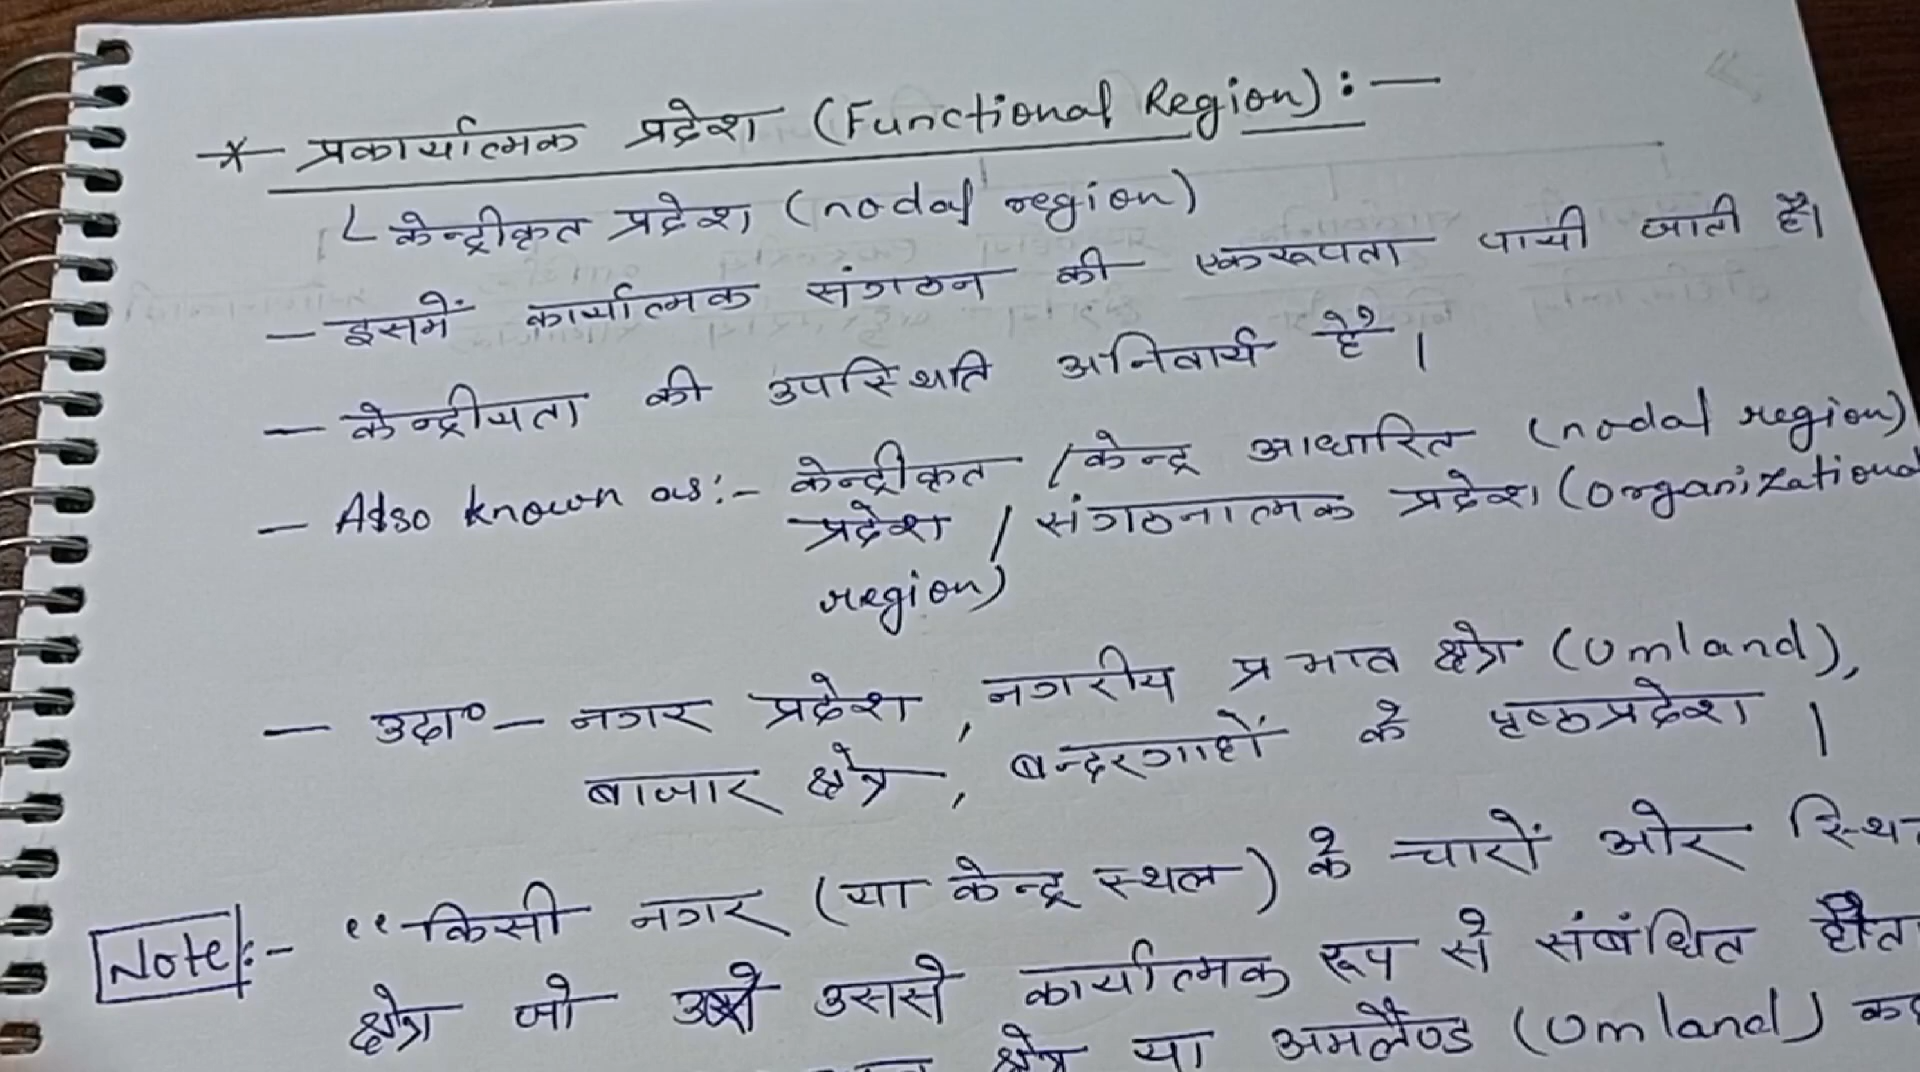 * प्रकार्यात्मक प्रदेश (Functional Region):—
केन्द्रीकृत प्रदेश (nodal region)
— इसमें कार्यात्मक संगठन की एकरूपता पायी जाती है।
— केन्द्रीयता की उपस्थिति अनिवार्य है।
— Also known as:- केन्द्रीकृत / केन्द्र आधारित (nodal region)
प्रदेश / संगठनात्मक प्रदेश (Organizational
region)
— उदा० — नगर प्रदेश, नगरीय प्रभाव क्षेत्र (Umland),
बाजार क्षेत्र, बन्दरगाहों के पृष्ठप्रदेश।
Note:- "किसी नगर (या केन्द्र स्थल) के चारों ओर
क्षेत्र जो उससे कार्यात्मक रूप से संबंधित
क्षेत्र या अमलैण्ड (Umland)